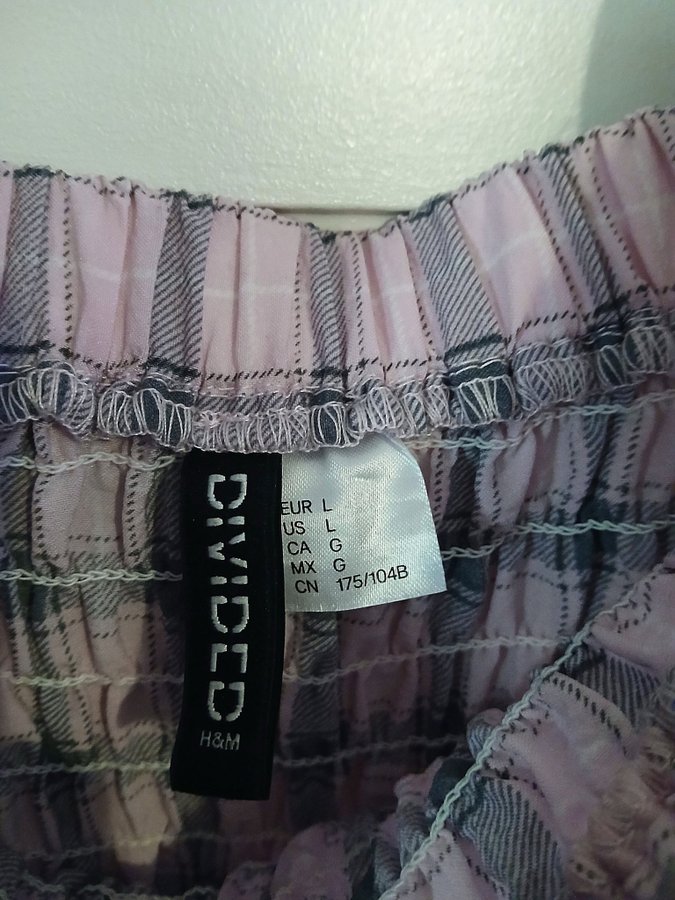 DIVIDED
H&M
EUR L
US L
CA G
MX G
CN 175/104B